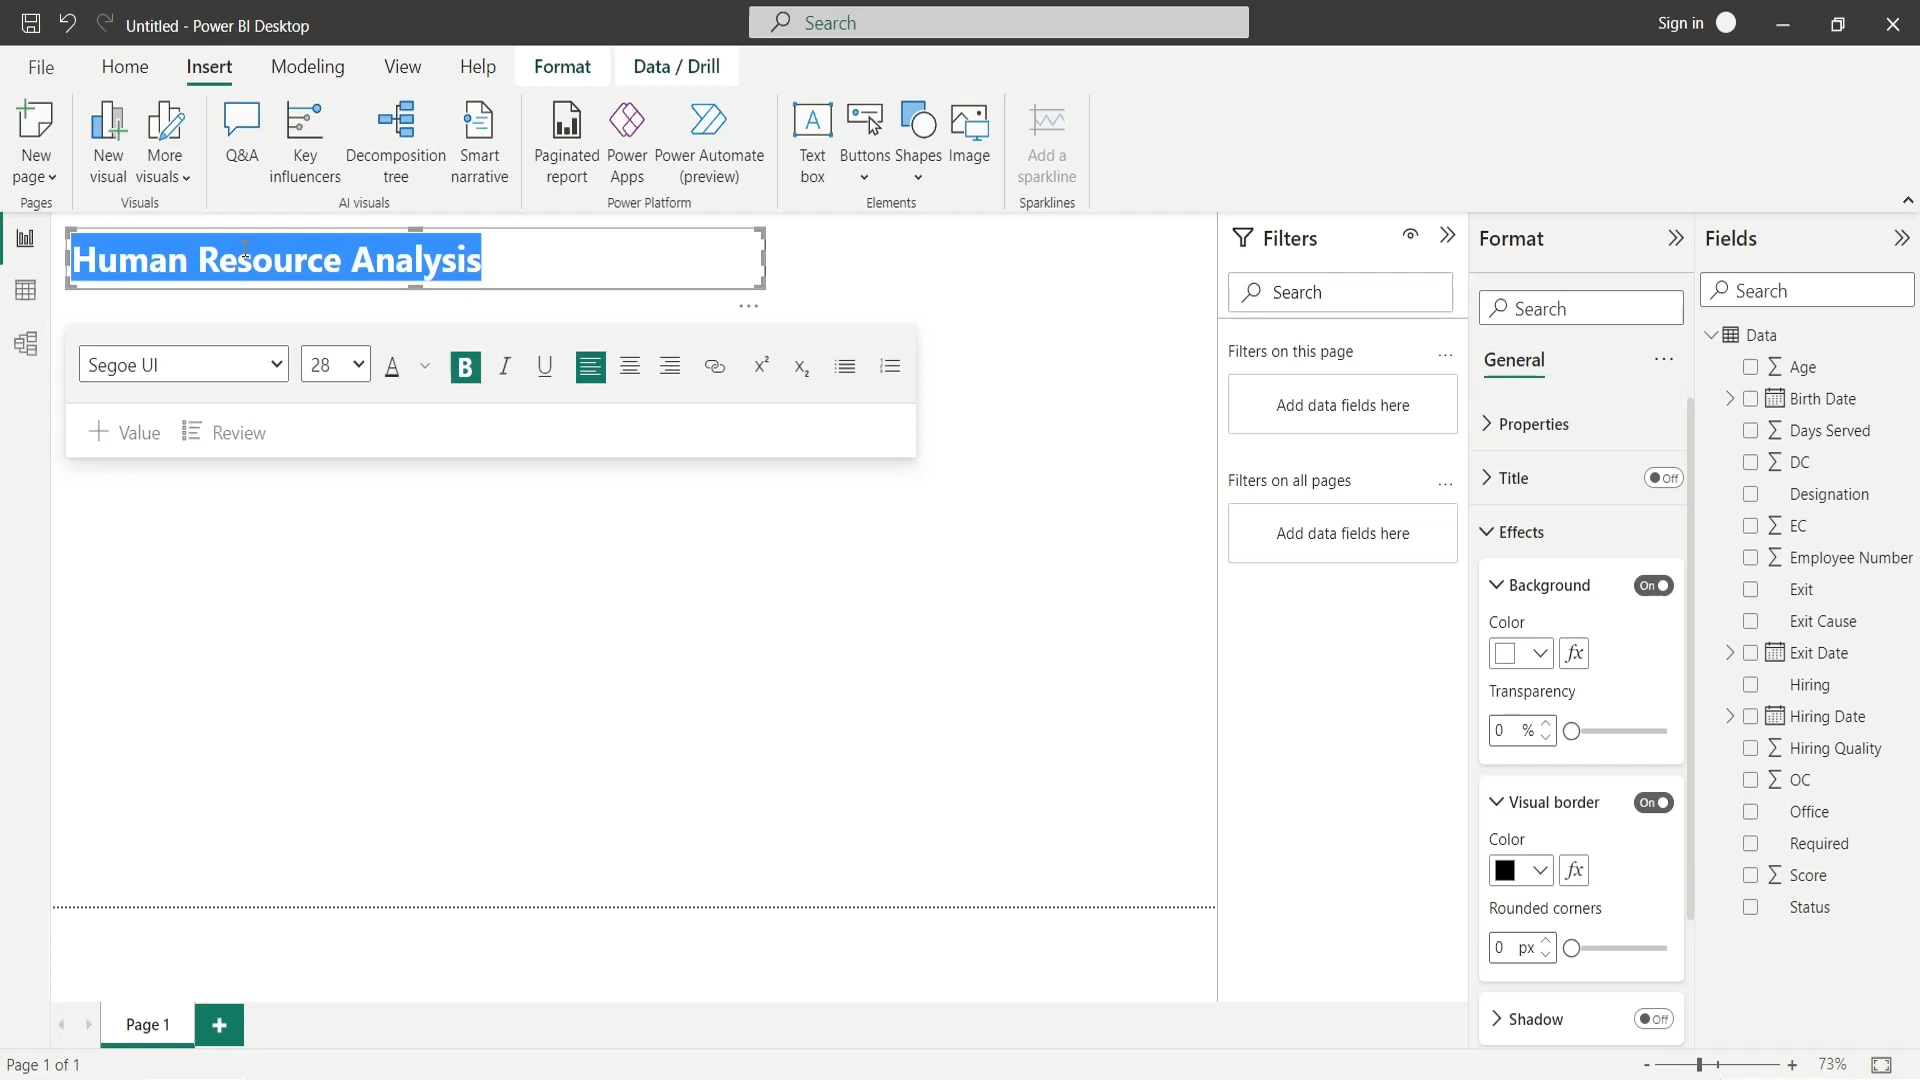 Untitled - Power BI Desktop
Search
Sign in
File Home Insert Modeling View Help Format Data / Drill
New page
Pages
New visual
More visuals
Visuals
Q&A
Key influencers
Decomposition tree
Smart narrative
AI visuals
Paginated report
Power Apps
Power Automate (preview)
Power Platform
Text box
Buttons
Shapes
Image
Elements
Add a sparkline
Sparklines
Human Resource Analysis
Segoe UI 28 A B I U x² x₂
Value Review
Filters
Search
Filters on this page
Add data fields here
Filters on all pages
Add data fields here
Format
Search
General
Properties
Title Off
Effects
Background On
Color
fx
Transparency
0 %
Visual border On
Color
fx
Rounded corners
0 px
Shadow Off
Fields
Search
Data
Age
Birth Date
Days Served
DC
Designation
EC
Employee Number
Exit
Exit Cause
Exit Date
Hiring
Hiring Date
Hiring Quality
OC
Office
Required
Score
Status
Page 1
Page 1 of 1
- + 73%